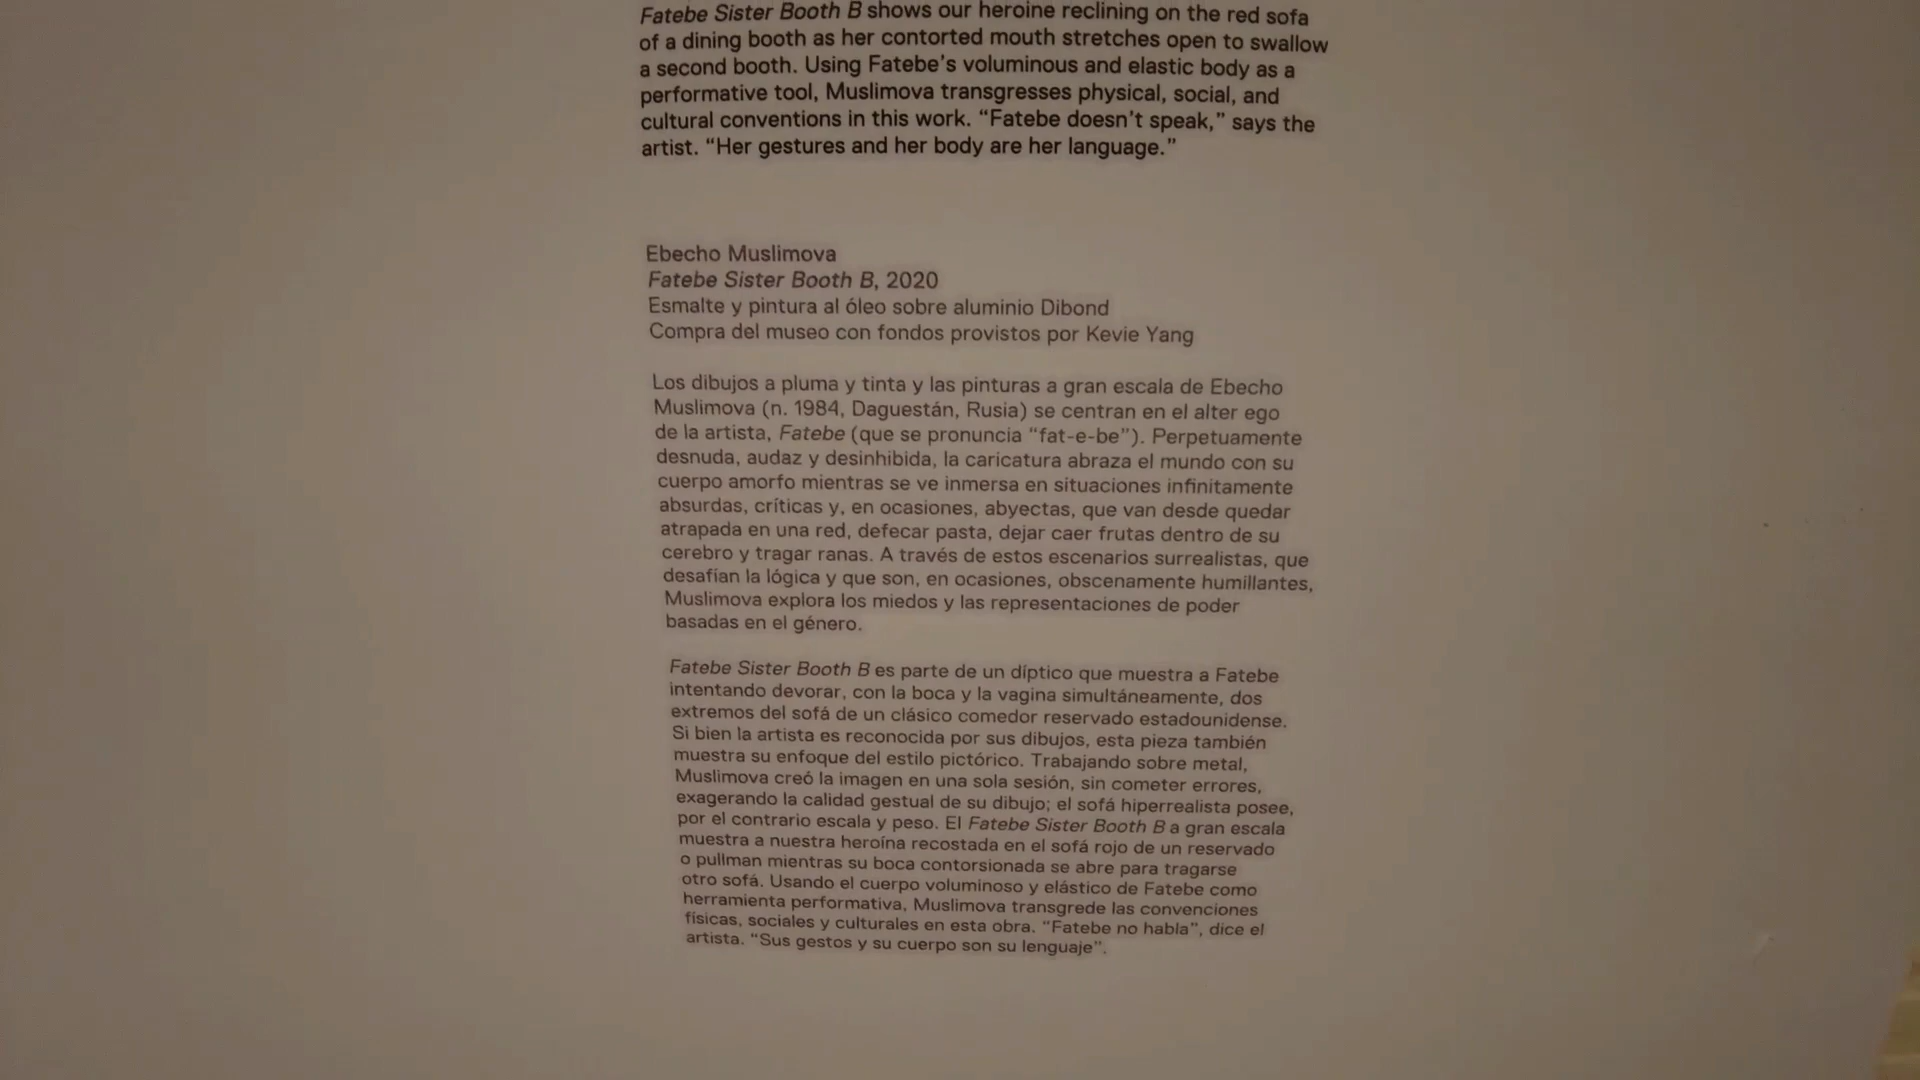 Fatebe Sister Booth B shows our heroine reclining on the red sofa
of a dining booth as her contorted mouth stretches open to swallow
a second booth. Using Fatebe's voluminous and elastic body as a
performative tool, Muslimova transgresses physical, social, and
cultural conventions in this work. “Fatebe doesn't speak,” says the
artist. “Her gestures and her body are her language.”
Ebecho Muslimova
Fatebe Sister Booth B, 2020
Esmalte y pintura al óleo sobre aluminio Dibond
Compra del museo con fondos provistos por Kevie Yang
Los dibujos a pluma y tinta y las pinturas a gran escala de Ebecho
Muslimova (n. 1984, Daguestán, Rusia) se centran en el alter ego
de la artista, Fatebe (que se pronuncia “fat-e-be”). Perpetuamente
desnuda, audaz y desinhibida, la caricatura abraza el mundo con su
cuerpo amorfo mientras se ve inmersa en situaciones infinitamente
absurdas, críticas y, en ocasiones, abyectas, que van desde quedar
atrapada en una red, defecar pasta, dejar caer frutas dentro de su
cerebro y tragar ranas. A través de estos escenarios surrealistas, que
desafían la lógica y que son, en ocasiones, obscenamente humillantes,
Muslimova explora los miedos y las representaciones de poder
basadas en el género.
Fatebe Sister Booth B es parte de un díptico que muestra a Fatebe
intentando devorar, con la boca y la vagina simultáneamente, dos
extremos del sofá de un clásico comedor reservado estadounidense.
Si bien la artista es reconocida por sus dibujos, esta pieza también
muestra su enfoque del estilo pictórico. Trabajando sobre metal,
Muslimova creó la imagen en una sola sesión, sin cometer errores,
exagerando la calidad gestual de su dibujo; el sofá hiperrealista posee,
por el contrario escala y peso. El Fatebe Sister Booth B a gran escala
muestra a nuestra heroína recostada en el sofá rojo de un reservado
o pullman mientras su boca contorsionada se abre para tragarse
otro sofá. Usando el cuerpo voluminoso y elástico de Fatebe como
herramienta performativa, Muslimova transgrede las convenciones
físicas, sociales y culturales en esta obra. “Fatebe no habla”, dice el
artista. “Sus gestos y su cuerpo son su lenguaje”.